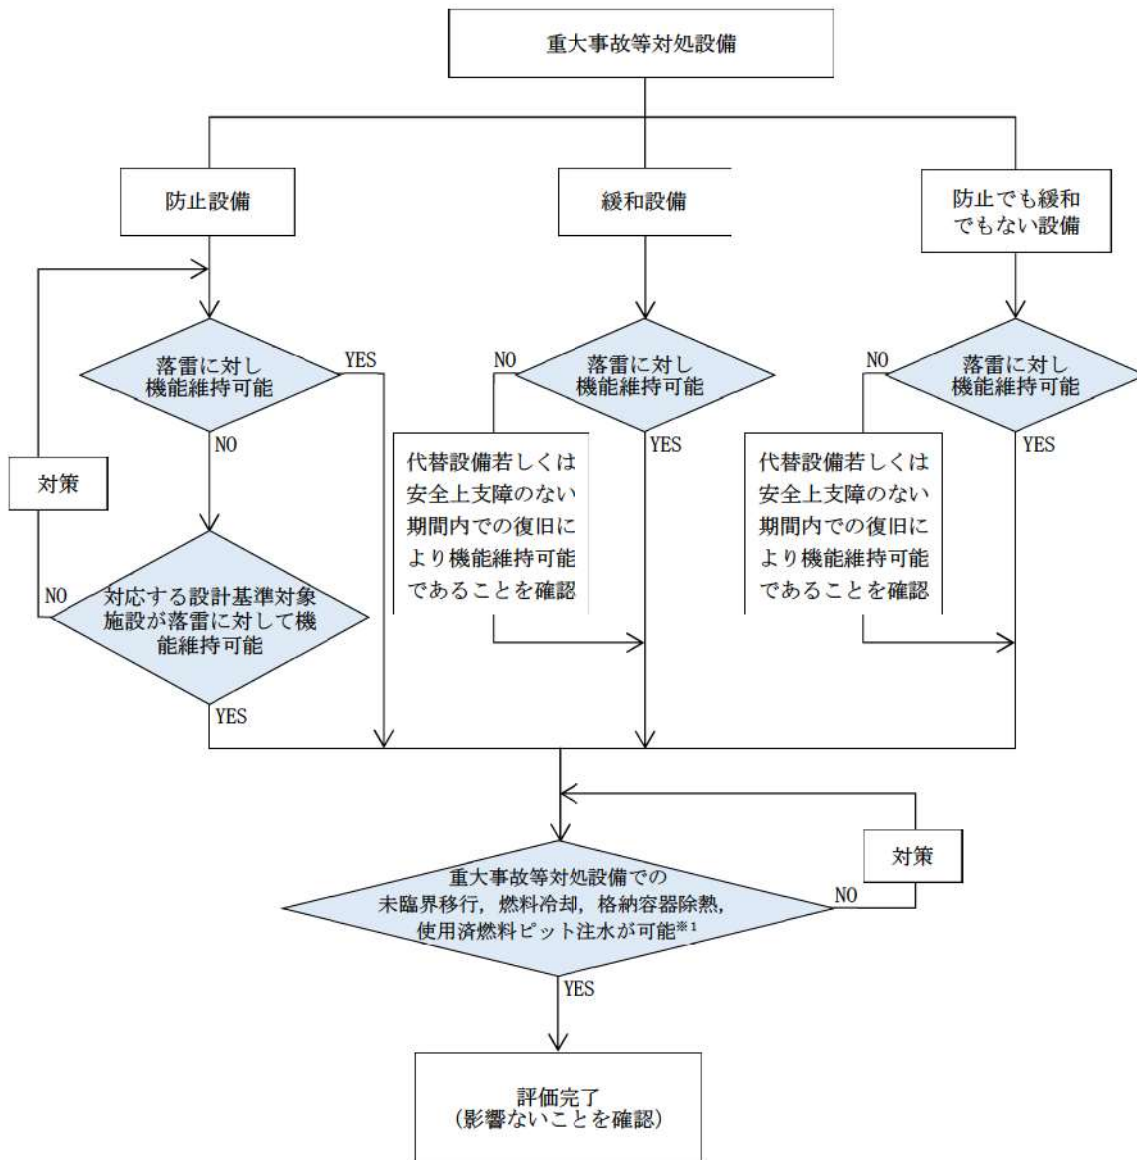 重大事故等対処設備
防止設備
緩和設備
防止でも緩和
でもない設備
落雷に対し
機能維持可能
YES
NO
対策
対応する設計基準対象
施設が落雷に対して機
能維持可能
NO
YES
落雷に対し
機能維持可能
NO
YES
代替設備若しくは
安全上支障のない
期間内での復旧に
より機能維持可能
であることを確認
落雷に対し
機能維持可能
NO
YES
代替設備若しくは
安全上支障のない
期間内での復旧に
より機能維持可能
であることを確認
重大事故等対処設備での
未臨界移行，燃料冷却，格納容器除熱，
使用済燃料ピット注水が可能※1
NO
対策
YES
評価完了
(影響ないことを確認)